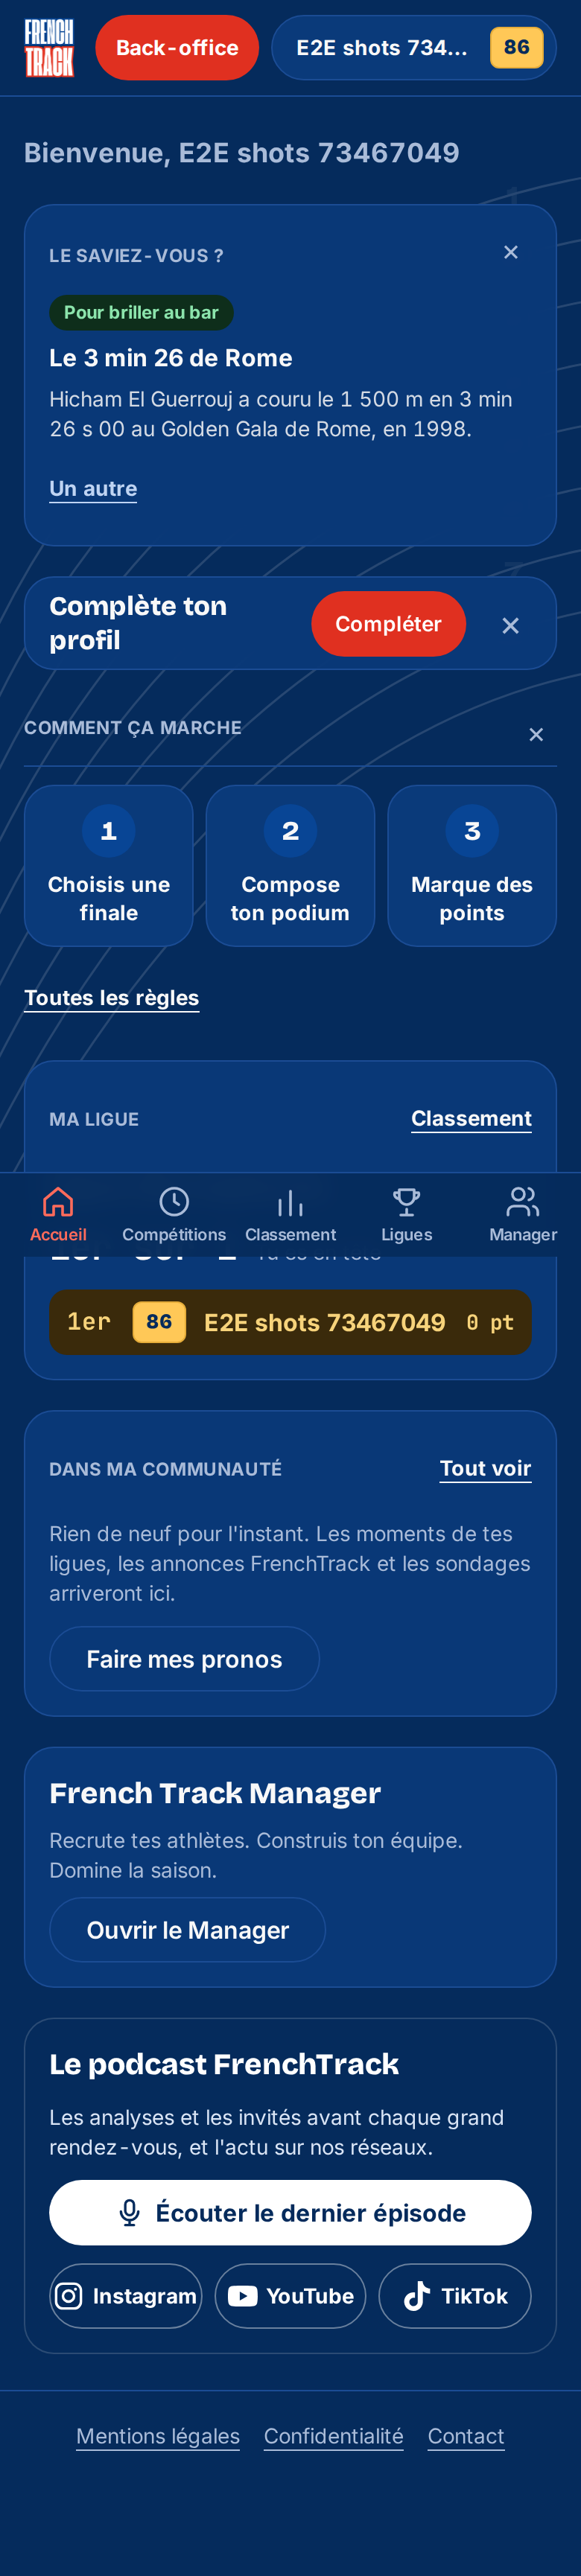 FRENCH
TRACK
Back-office
E2E shots 734...
86
Bienvenue, E2E shots 73467049
LE SAVIEZ-VOUS ?
Pour briller au bar
Le 3 min 26 de Rome
Hicham El Guerrouj a couru le 1 500 m en 3 min
26 s 00 au Golden Gala de Rome, en 1998.
Un autre
Complète ton
profil
Compléter
COMMENT ÇA MARCHE
1
Choisis une
finale
2
Compose
ton podium
3
Marque des
points
Toutes les règles
MA LIGUE
Classement
Accueil
Compétitions
Classement
Ligues
Manager
1er
86
E2E shots 73467049
0 pt
DANS MA COMMUNAUTÉ
Tout voir
Rien de neuf pour l'instant. Les moments de tes
ligues, les annonces FrenchTrack et les sondages
arriveront ici.
Faire mes pronos
French Track Manager
Recrute tes athlètes. Construis ton équipe.
Domine la saison.
Ouvrir le Manager
Le podcast FrenchTrack
Les analyses et les invités avant chaque grand
rendez-vous, et l'actu sur nos réseaux.
Écouter le dernier épisode
Instagram
YouTube
TikTok
Mentions légales
Confidentialité
Contact